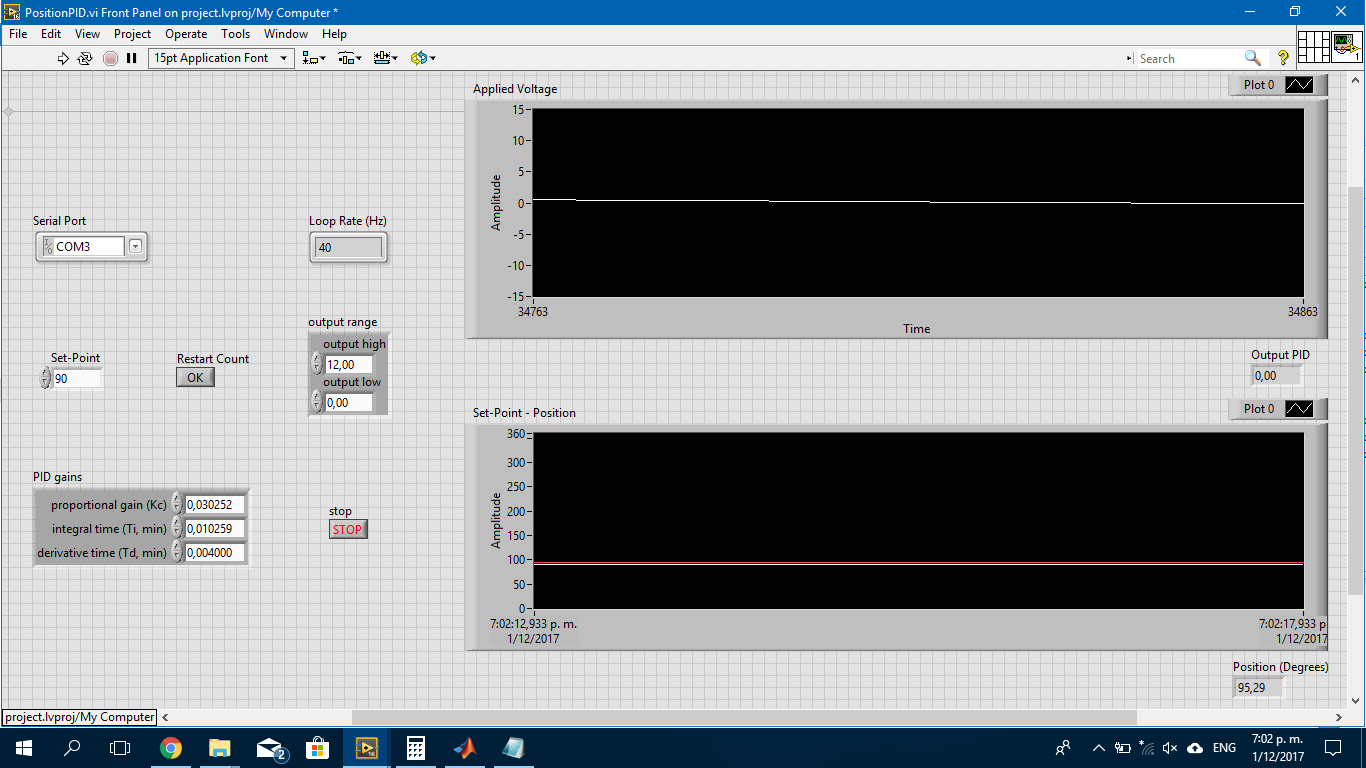 PositionPID.vi Front Panel on project.lvproj/My Computer *
File Edit View Project Operate Tools Window Help
15pt Application Font
Search
?
1
Applied Voltage
Plot 0
15
10
5
0
-5
-10
-15
Amplitude
34763
34863
Time
Serial Port
COM3
Loop Rate (Hz)
40
output range
output high
12,00
output low
0,00
Set-Point
90
Restart Count
OK
Output PID
0,00
Set-Point - Position
Plot 0
360
300
250
200
150
100
50
0
Amplitude
7:02:12,933 p. m.
1/12/2017
7:02:17,933 p
1/12/2017
PID gains
proportional gain (Kc) 0,030252
integral time (Ti, min) 0,010259
derivative time (Td, min) 0,004000
stop
STOP
Position (Degrees)
95,29
project.lvproj/My Computer
2
ENG
7:02 p. m.
1/12/2017